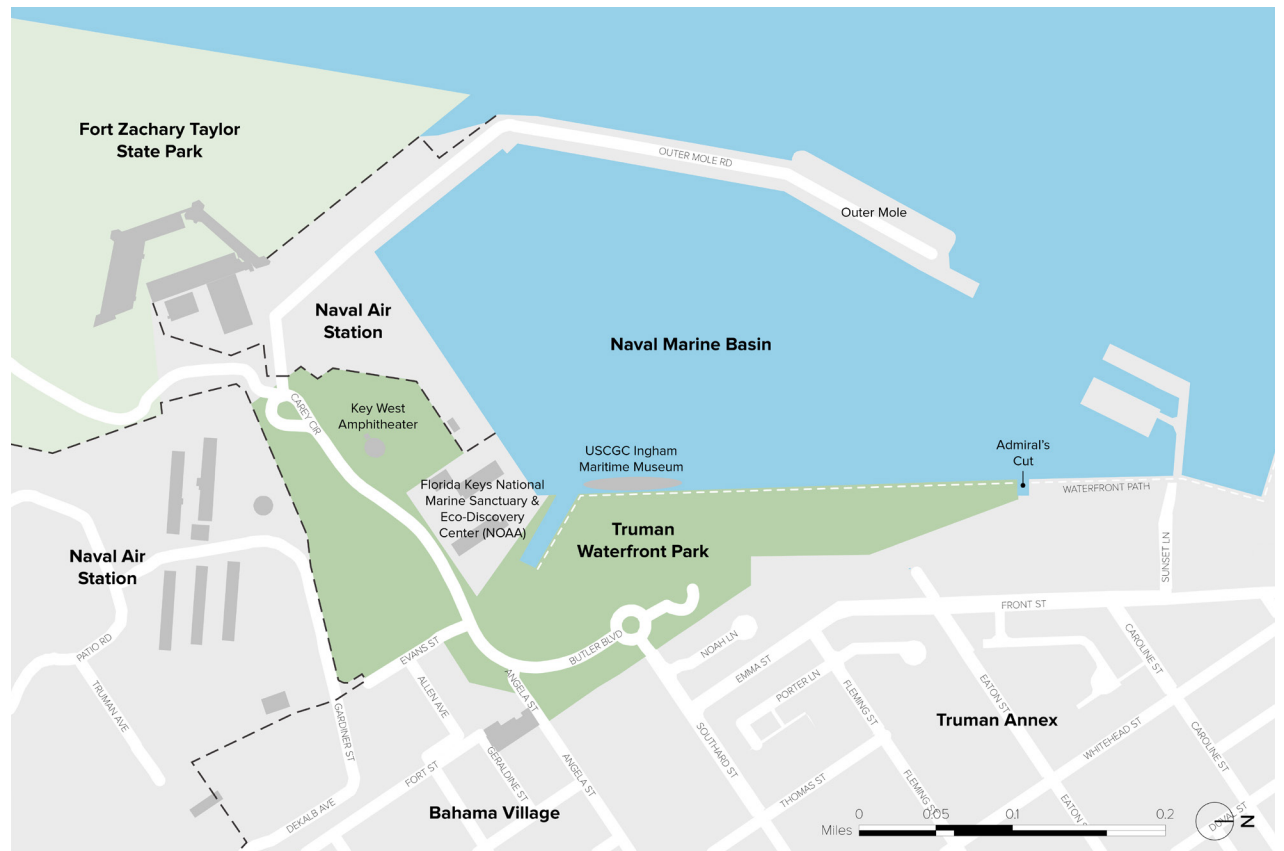 Fort Zachary Taylor
State Park
OUTER MOLE RD
Outer Mole
Naval Air
Station
Naval Marine Basin
CAREY CIR
Key West
Amphitheater
USCGC Ingham
Maritime Museum
Admiral's
Cut
WATERFRONT PATH
Florida Keys National
Marine Sanctuary &
Eco-Discovery
Center (NOAA)
Truman
Waterfront Park
Naval Air
Station
SUNSET LN
FRONT ST
PATIO RD
TRUMAN AVE
EVANS ST
BUTLER BLVD
NOAH LN
EMMA ST
PORTER LN
FLEMING ST
EATON ST
CAROLINE ST
ALLEN AVE
ANGELA ST
GARDINER ST
SOUTHARD ST
Truman Annex
WHITEHEAD ST
CAROLINE ST
FORT ST
GERALDINE ST
ANGELA ST
THOMAS ST
FLEMING S
EATON S
DEKALB AVE
Bahama Village
0
0.05
0.1
0.2
Miles
DUVAL ST
N